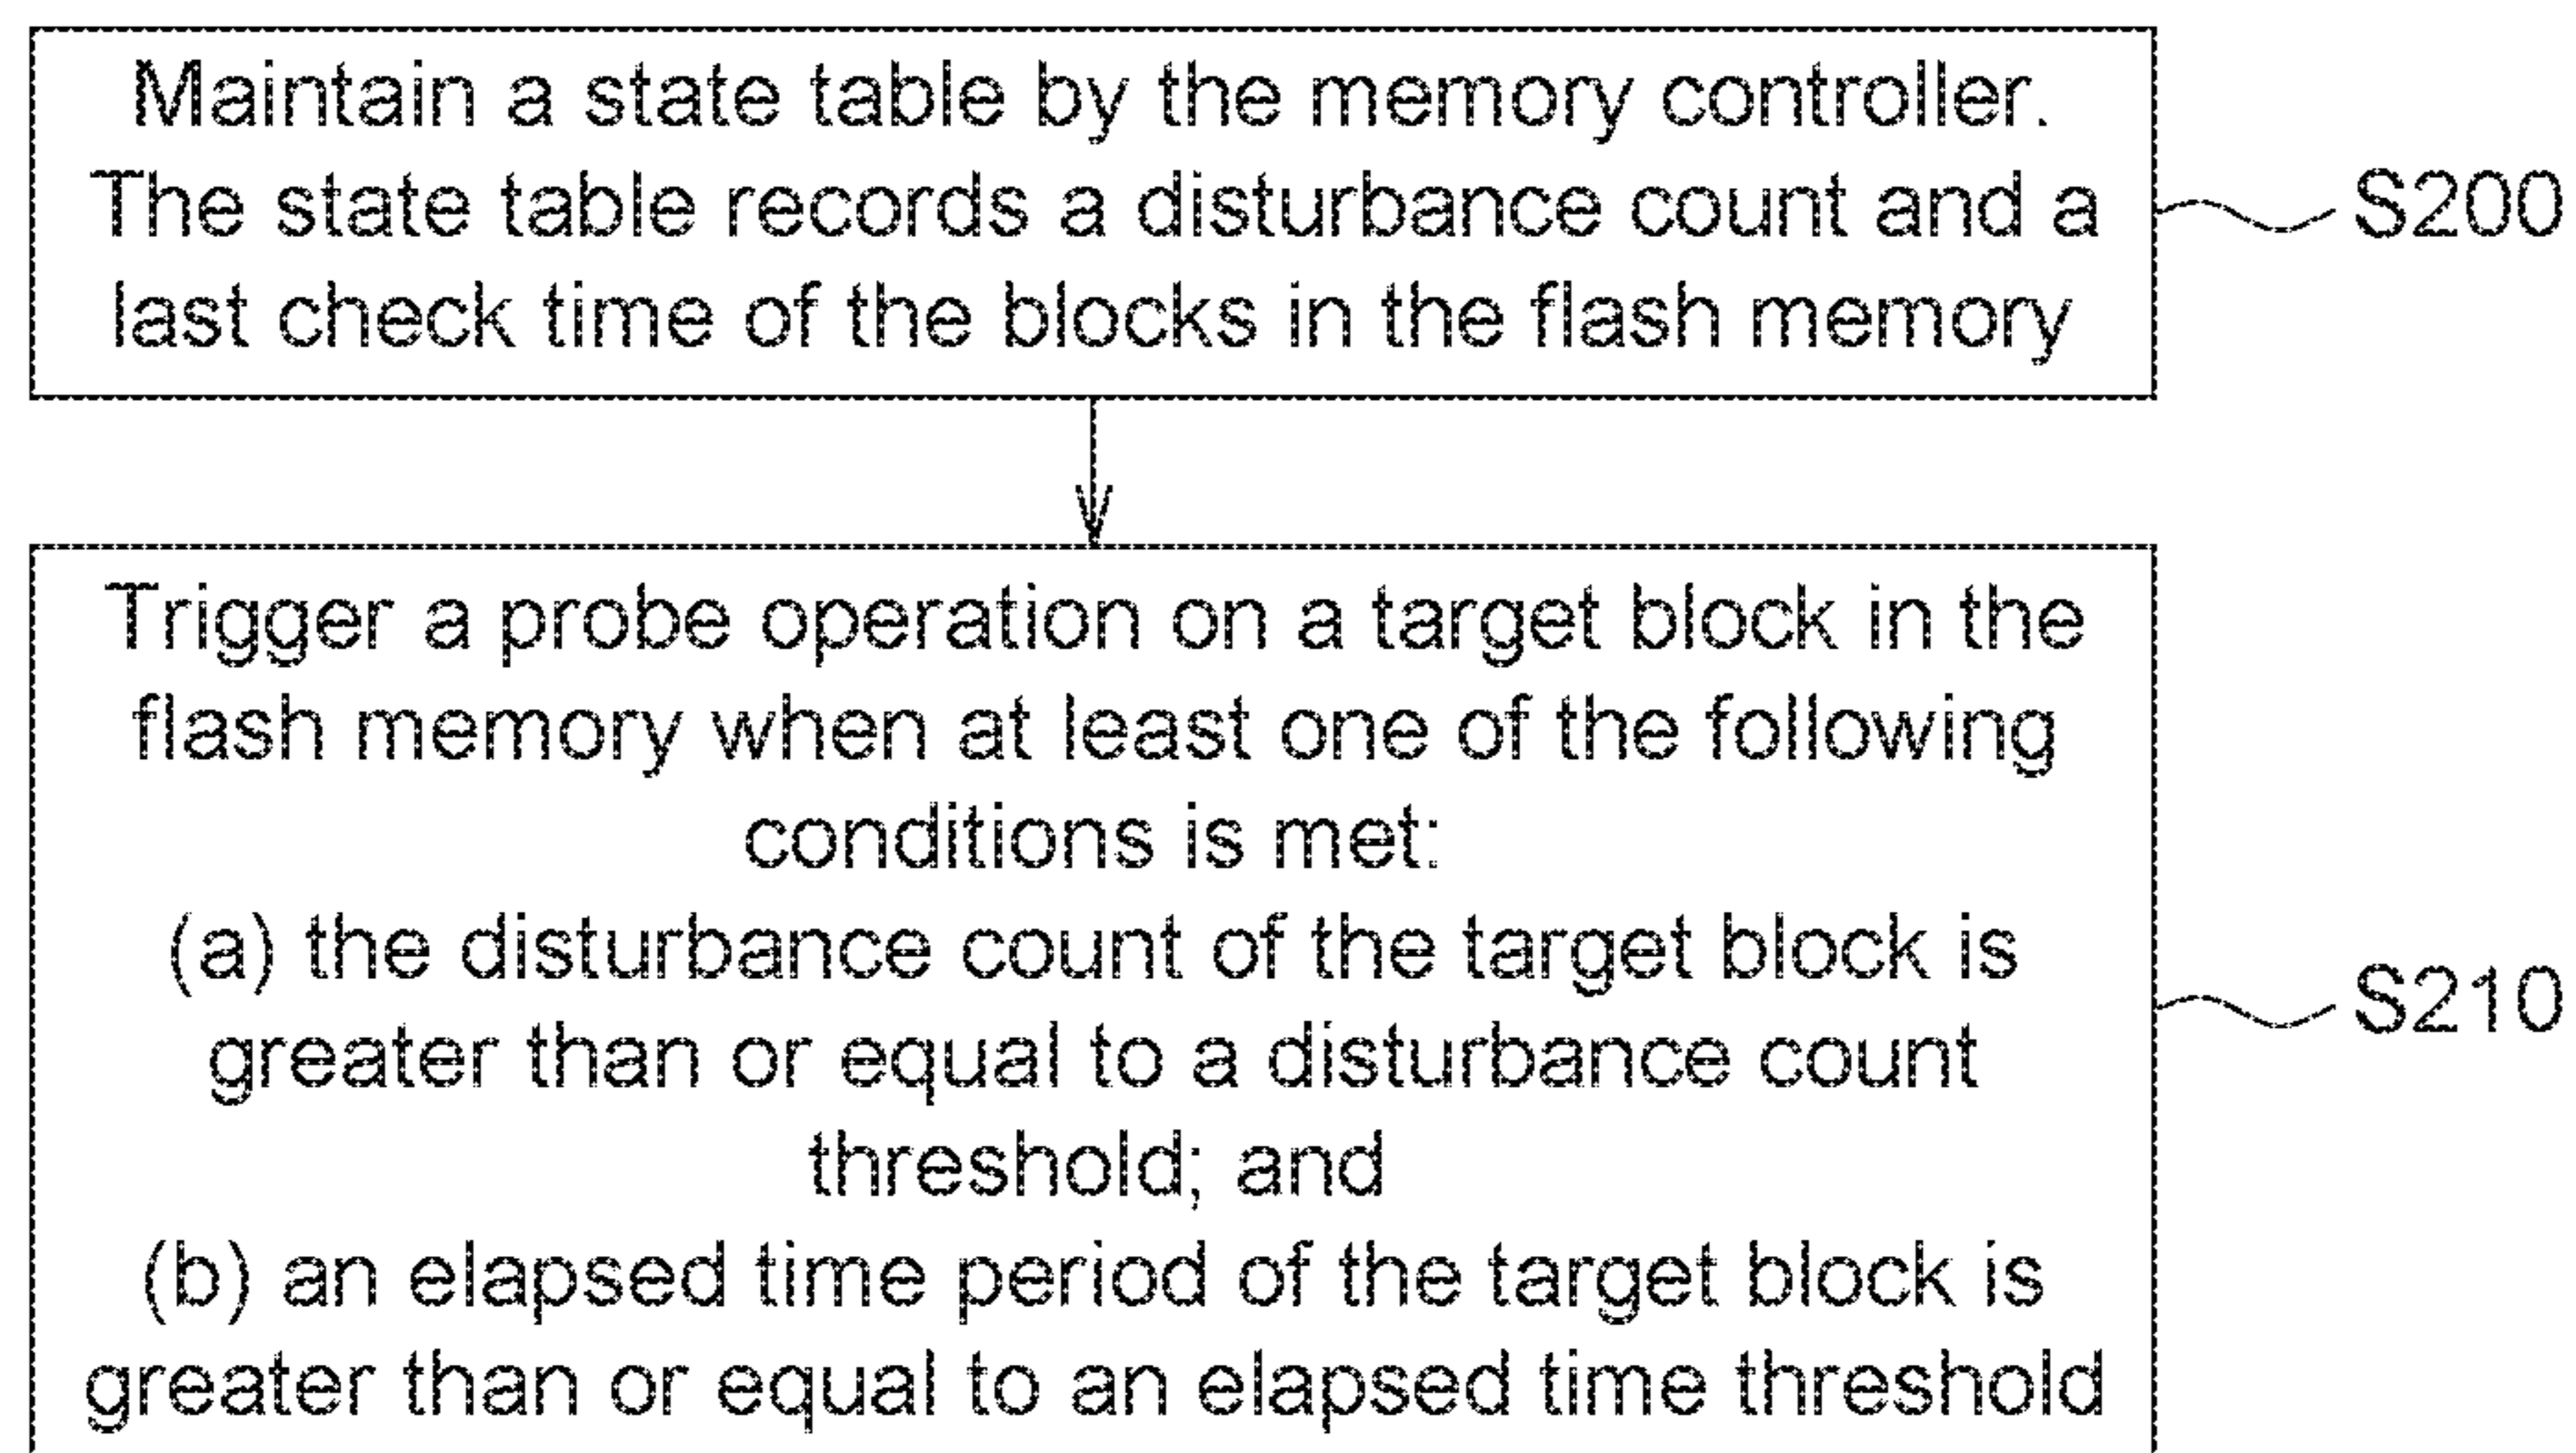 Maintain a state table by the memory controller.
The state table records a disturbance count and a
last check time of the blocks in the flash memory
S200
Trigger a probe operation on a target block in the
flash memory when at least one of the following
conditions is met:
(a) the disturbance count of the target block is
greater than or equal to a disturbance count
threshold; and
(b) an elapsed time period of the target block is
greater than or equal to an elapsed time threshold
S210